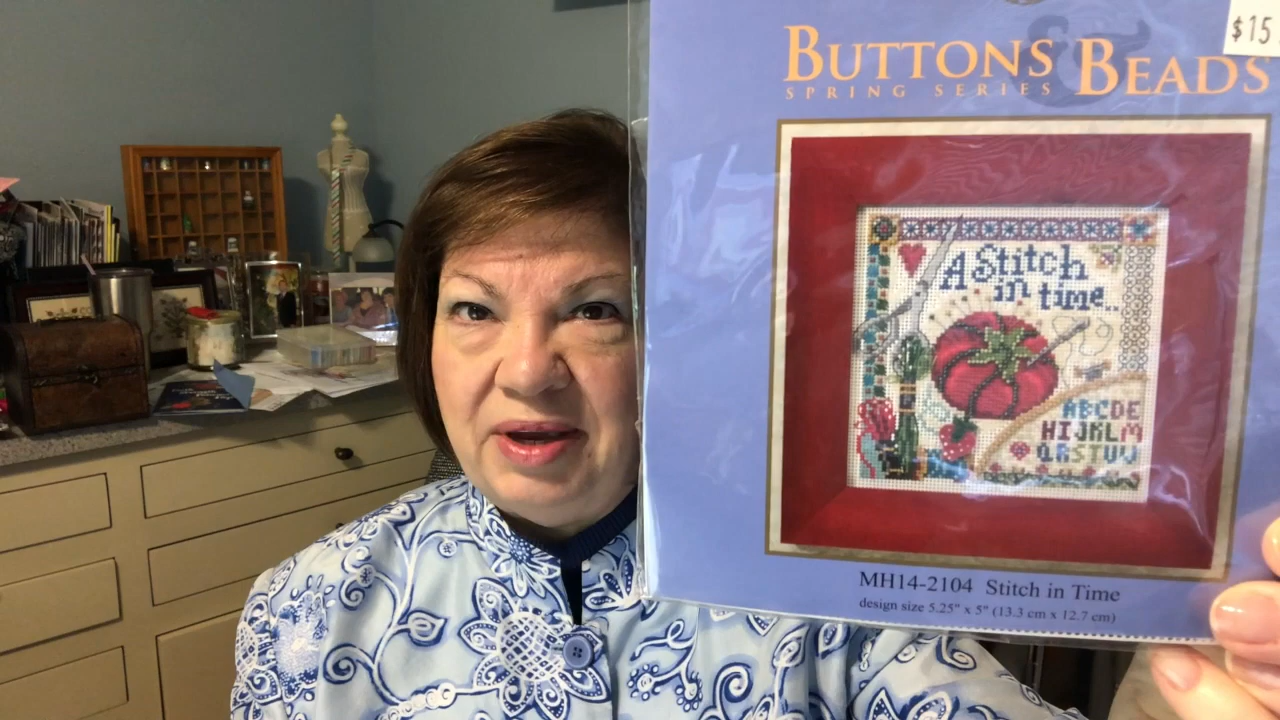 $15
BUTTONS & BEADS
SPRING SERIES
A Stitch
in time...
ABCDE
HIJKLM
QRSTUV
MH14-2104 Stitch in Time
design size 5.25" x 5" (13.3 cm x 12.7 cm)